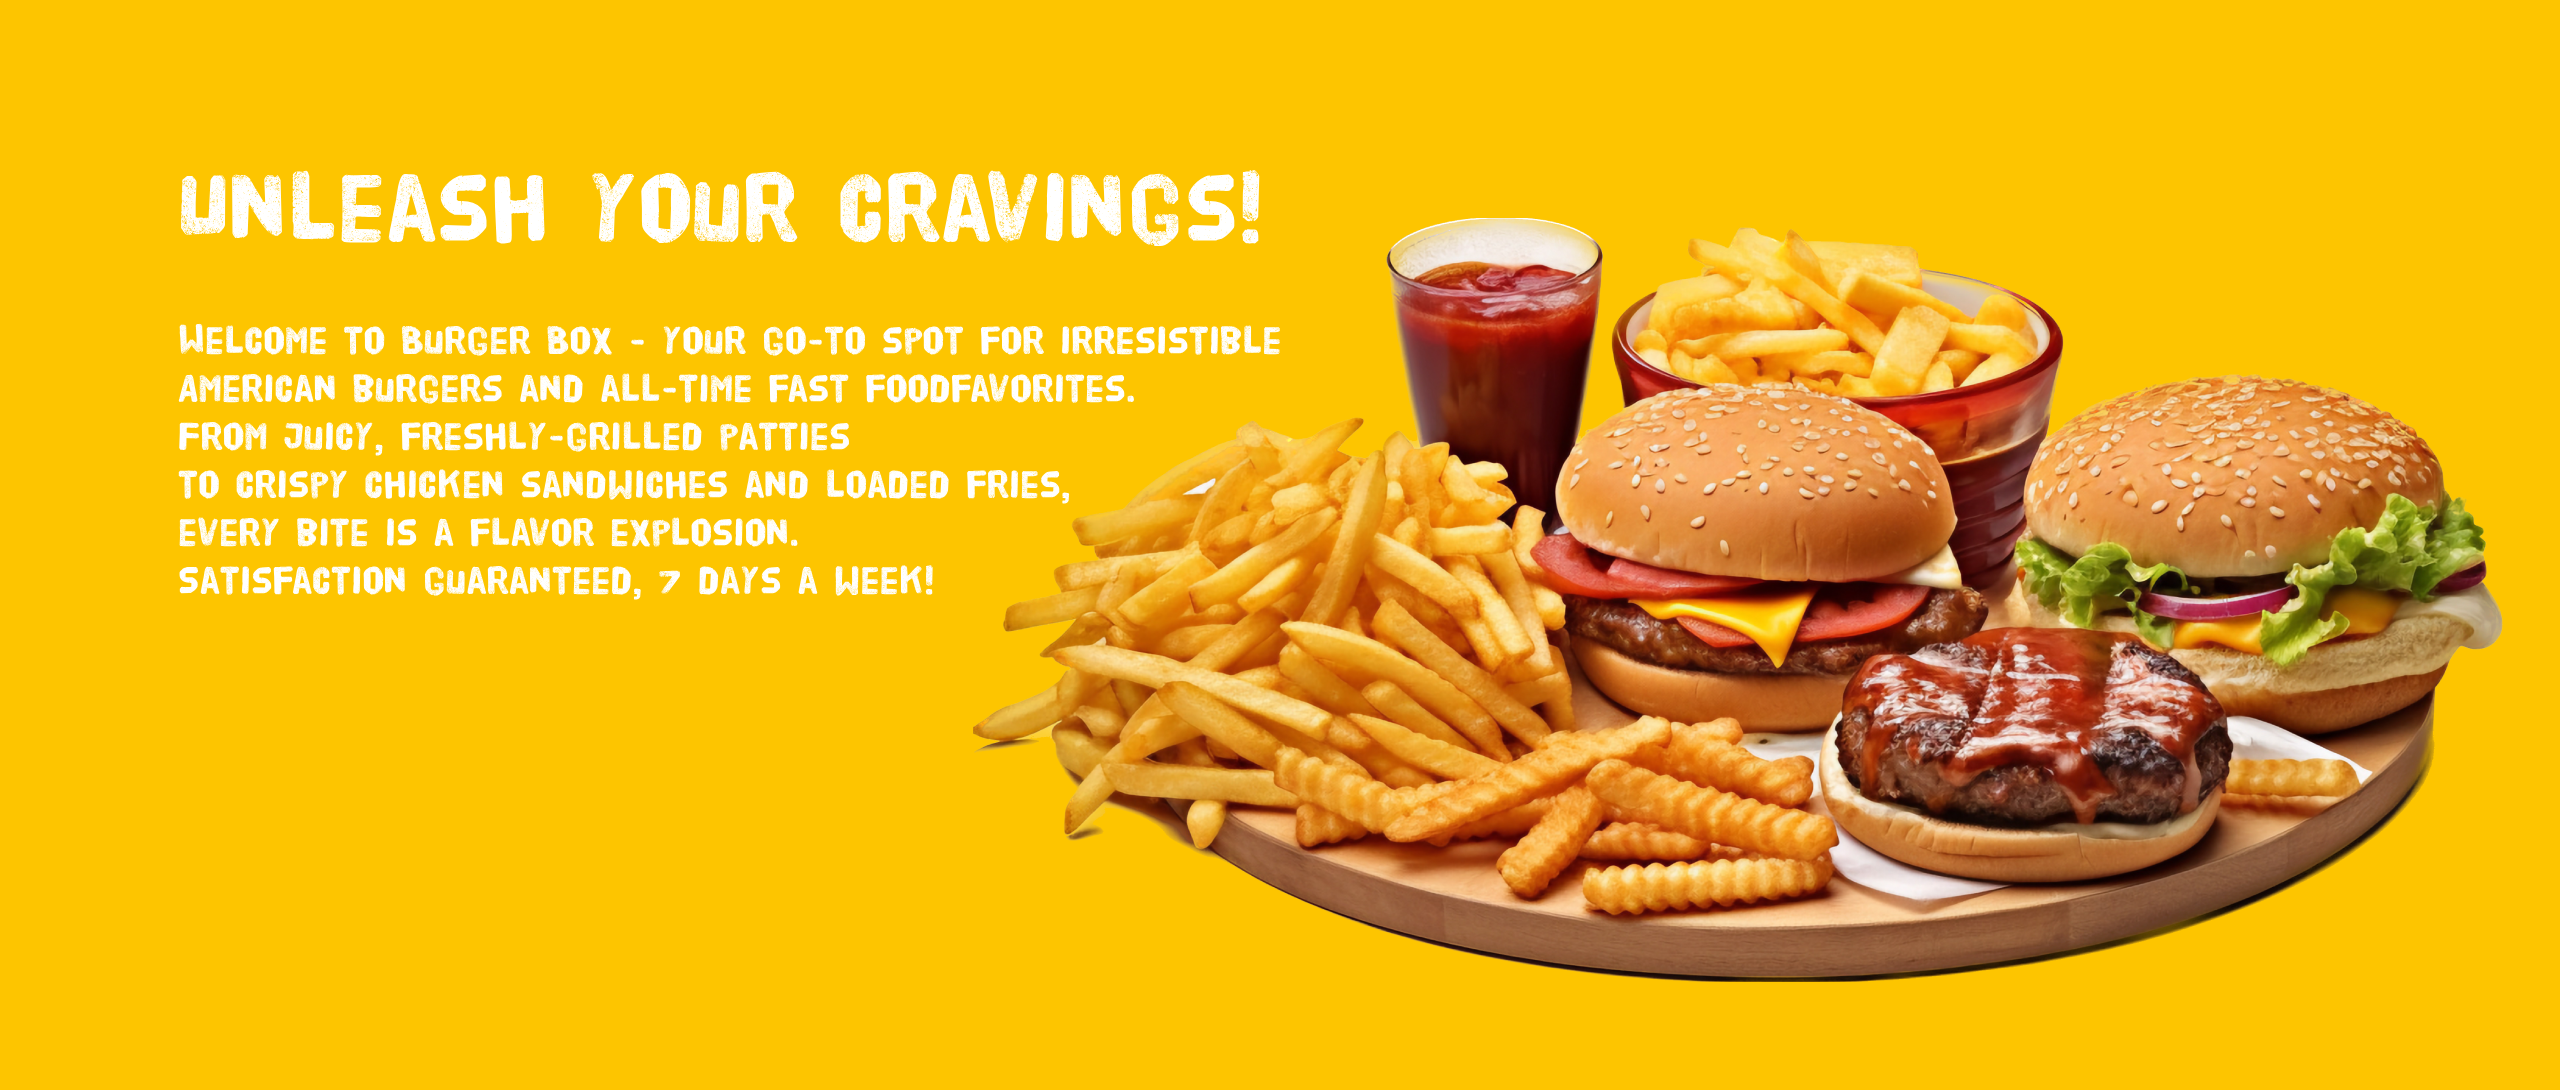 UNLEASH YOUR CRAVINGS!
WELCOME TO BURGER BOX - YOUR GO-TO SPOT FOR IRRESISTIBLE
AMERICAN BURGERS AND ALL-TIME FAST FOODFAVORITES.
FROM JUICY, FRESHLY-GRILLED PATTIES
TO CRISPY CHICKEN SANDWICHES AND LOADED FRIES,
EVERY BITE IS A FLAVOR EXPLOSION.
SATISFACTION GUARANTEED, 7 DAYS A WEEK!